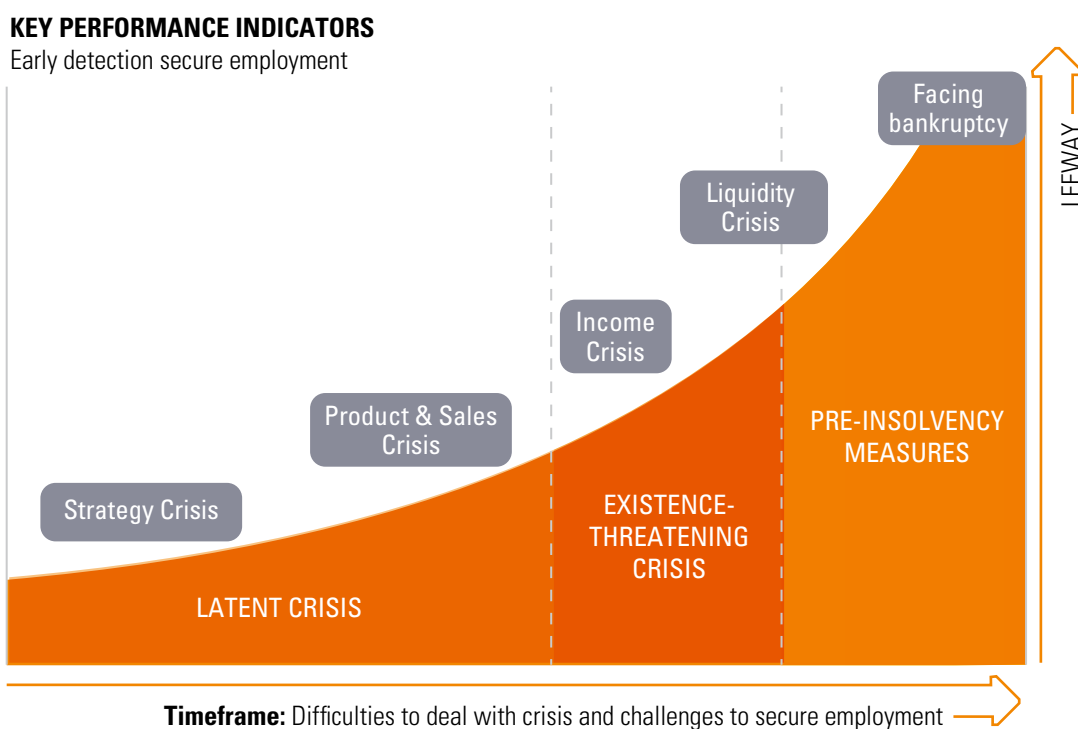 KEY PERFORMANCE INDICATORS
Early detection secure employment
Facing
bankruptcy
LEEWAY
Liquidity
Crisis
Income
Crisis
Product & Sales
Crisis
Strategy Crisis
PRE-INSOLVENCY
MEASURES
EXISTENCE-
THREATENING
CRISIS
LATENT CRISIS
Timeframe: Difficulties to deal with crisis and challenges to secure employment